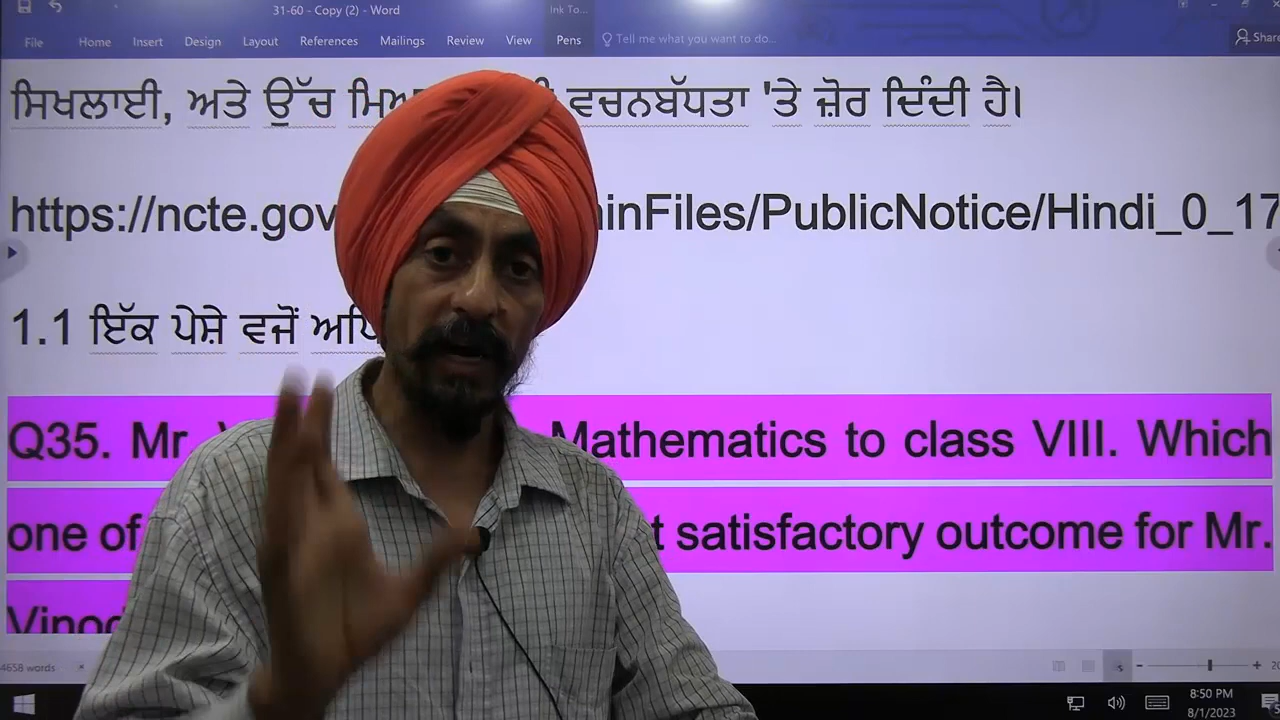 31-60 - Copy (2) - Word
Ink To...
File Home Insert Design Layout References Mailings Review View Pens Tell me what you want to do... Share
ਸਿਖਲਾਈ, ਅਤੇ ਉੱਚ ਵਚਨਬੱਧਤਾ 'ਤੇ ਜ਼ੋਰ ਦਿੰਦੀ ਹੈ।
https://ncte.gov inFiles/PublicNotice/Hindi_0_17
1.1 ਇੱਕ ਪੇਸ਼ੇ ਵਜੋਂ
Q35. Mr. Mathematics to class VIII. Which
one of satisfactory outcome for Mr.
Vinod
4658 words
8:50 PM
8/1/2023